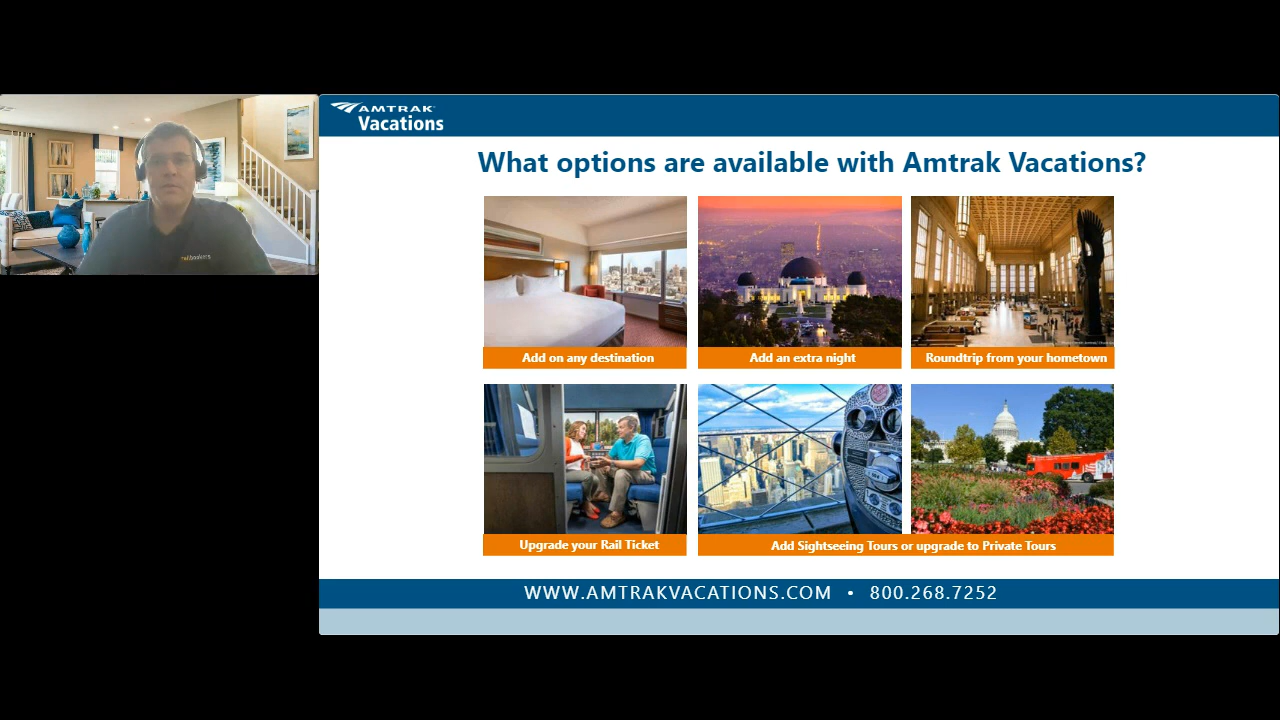 AMTRAK
Vacations
What options are available with Amtrak Vacations?
Add on any destination
Add an extra night
Roundtrip from your hometown
Upgrade your Rail Ticket
Add Sightseeing Tours or upgrade to Private Tours
WWW.AMTRAKVACATIONS.COM • 800.268.7252